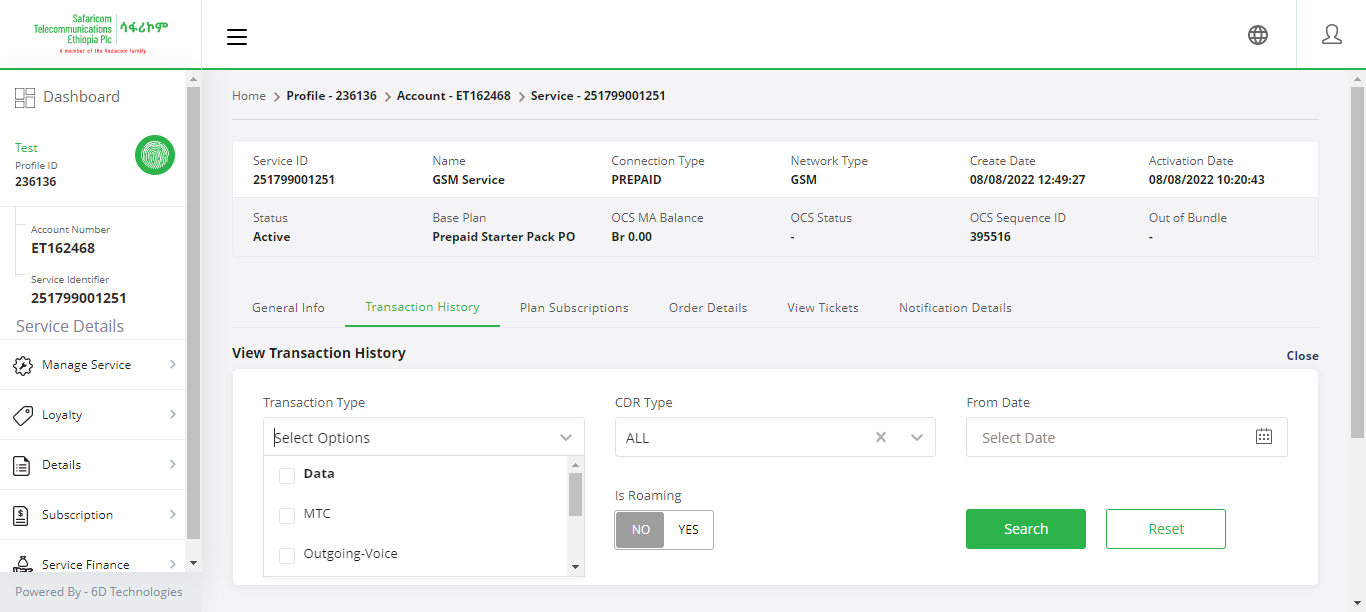 Safaricom
Telecommunications
Ethiopia Plc
ሳፋሪኮም
A member of the Vodacom family
Dashboard
Test
Profile ID
236136
Account Number
ET162468
Service Identifier
251799001251
Service Details
Manage Service
Loyalty
Details
Subscription
Service Finance
Powered By - 6D Technologies
Home > Profile - 236136 > Account - ET162468 > Service - 251799001251
Service ID Name Connection Type Network Type Create Date Activation Date
251799001251 GSM Service PREPAID GSM 08/08/2022 12:49:27 08/08/2022 10:20:43
Status Base Plan OCS MA Balance OCS Status OCS Sequence ID Out of Bundle
Active Prepaid Starter Pack PO Br 0.00 - 395516 -
General Info Transaction History Plan Subscriptions Order Details View Tickets Notification Details
View Transaction History Close
Transaction Type CDR Type From Date
Select Options ALL Select Date
Data
MTC
Outgoing-Voice
Is Roaming
NO YES
Search Reset